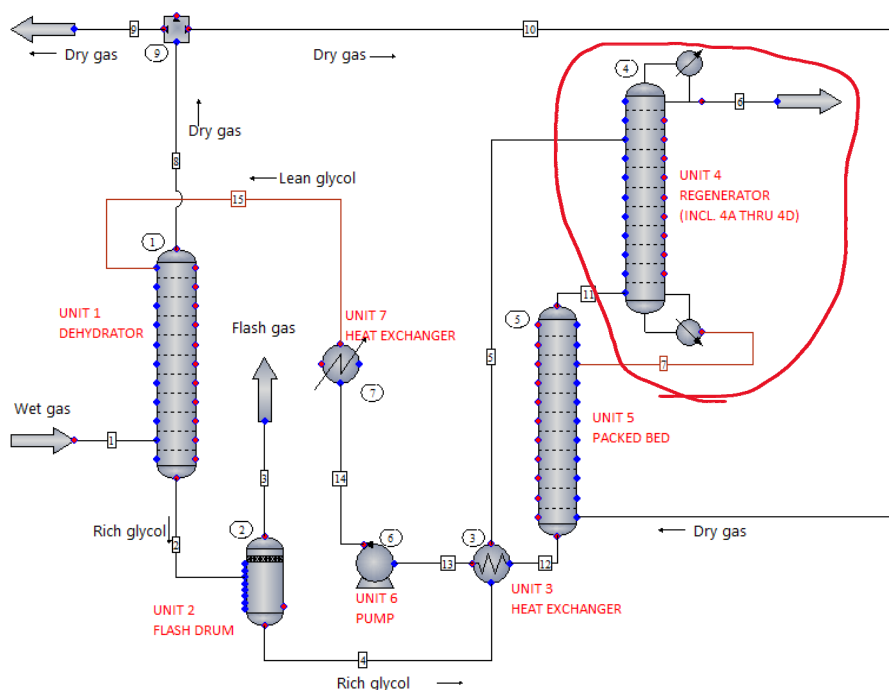 9
10
Dry gas
9
Dry gas
4
6
Dry gas
UNIT 4
REGENERATOR
(INCL. 4A THRU 4D)
8
Lean glycol
15
1
5
11
UNIT 1
DEHYDRATOR
Flash gas
UNIT 7
HEAT EXCHANGER
5
7
7
Wet gas
1
UNIT 5
PACKED BED
3
14
Rich glycol
2
2
6
3
Dry gas
13
12
UNIT 2
FLASH DRUM
UNIT 6
PUMP
UNIT 3
HEAT EXCHANGER
4
Rich glycol